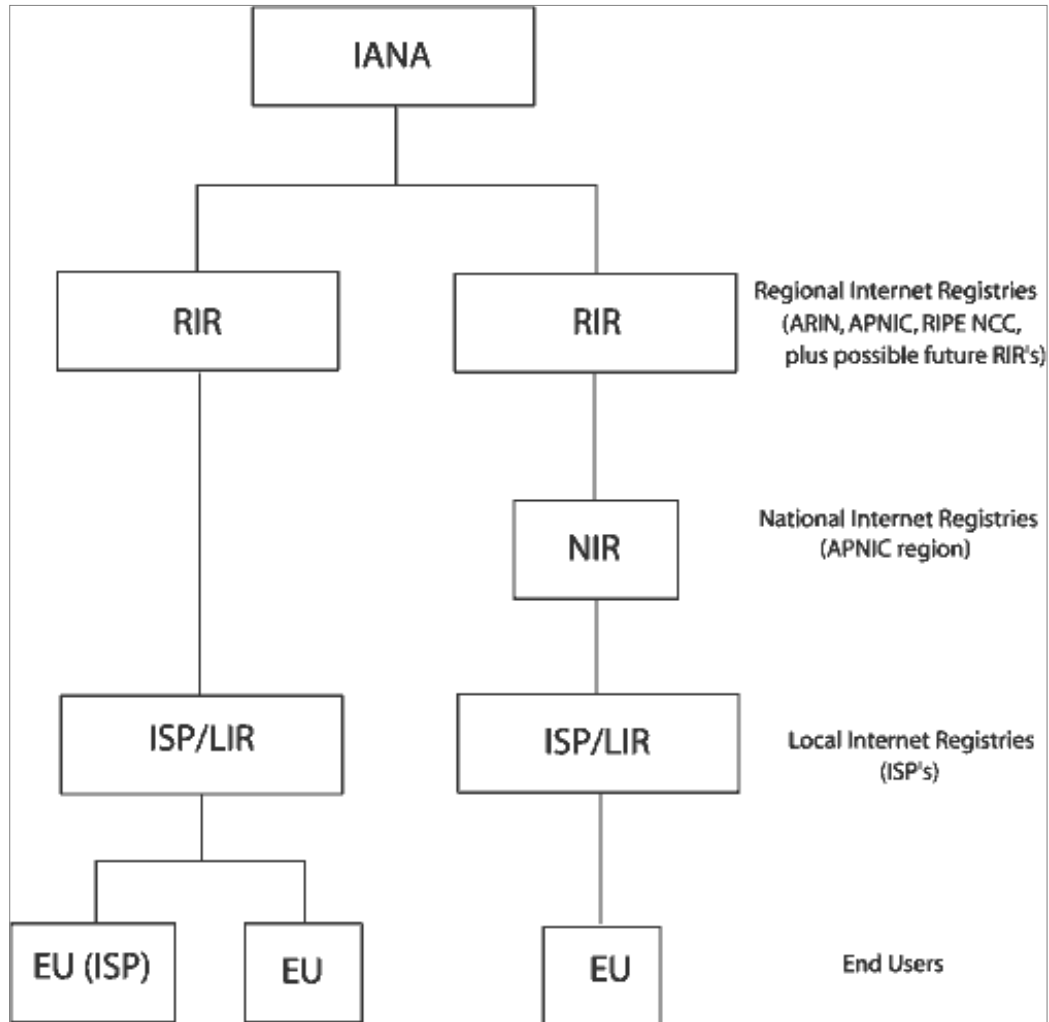 IANA
RIR
RIR
Regional Internet Registries
(ARIN, APNIC, RIPE NCC,
plus possible future RIR's)
NIR
National Internet Registries
(APNIC region)
ISP/LIR
ISP/LIR
Local Internet Registries
(ISP's)
EU (ISP)
EU
EU
End Users